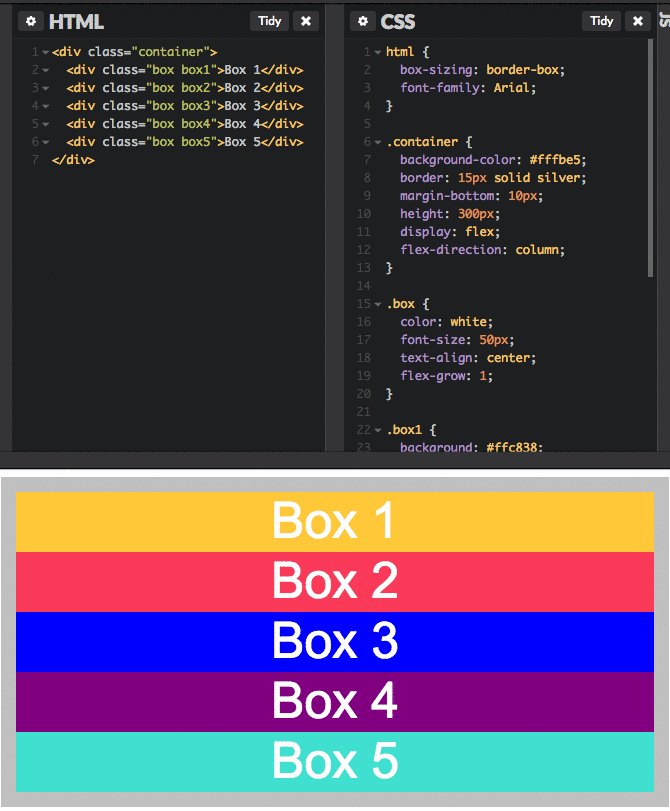 HTML
Tidy
1 <div class="container">
2 <div class="box box1">Box 1</div>
3 <div class="box box2">Box 2</div>
4 <div class="box box3">Box 3</div>
5 <div class="box box4">Box 4</div>
6 <div class="box box5">Box 5</div>
7 </div>
CSS
Tidy
1 html {
2 box-sizing: border-box;
3 font-family: Arial;
4 }
5
6 .container {
7 background-color: #fffbe5;
8 border: 15px solid silver;
9 margin-bottom: 10px;
10 height: 300px;
11 display: flex;
12 flex-direction: column;
13 }
14
15 .box {
16 color: white;
17 font-size: 50px;
18 text-align: center;
19 flex-grow: 1;
20 }
21
22 .box1 {
23 background: #ffc838;
Box 1
Box 2
Box 3
Box 4
Box 5